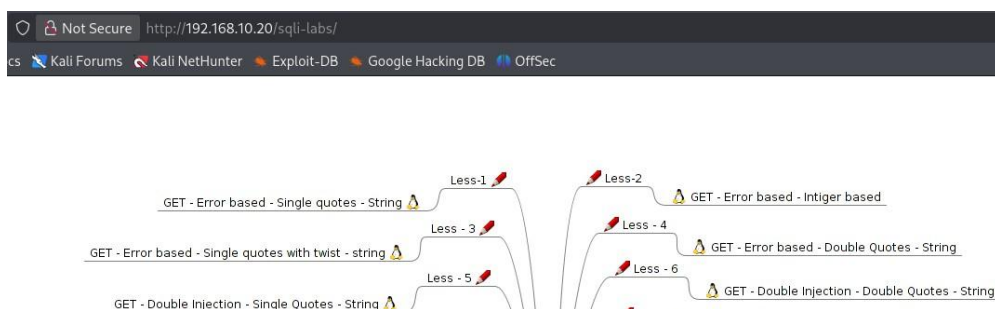 Not Secure http://192.168.10.20/sqli-labs/
cs Kali Forums Kali NetHunter Exploit-DB Google Hacking DB OffSec
Less-1
Less-2
GET - Error based - Single quotes - String
GET - Error based - Intiger based
Less - 3
Less - 4
GET - Error based - Single quotes with twist - string
GET - Error based - Double Quotes - String
Less - 5
Less - 6
GET - Double Injection - Single Quotes - String
GET - Double Injection - Double Quotes - String